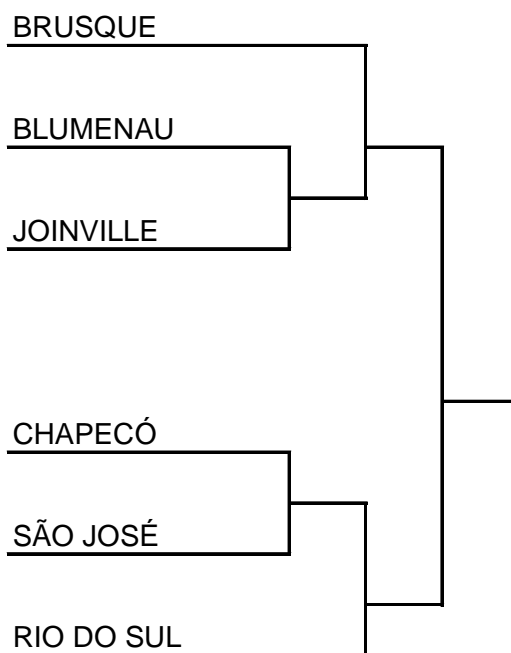 BRUSQUE
BLUMENAU
JOINVILLE
CHAPECÓ
SÃO JOSÉ
RIO DO SUL